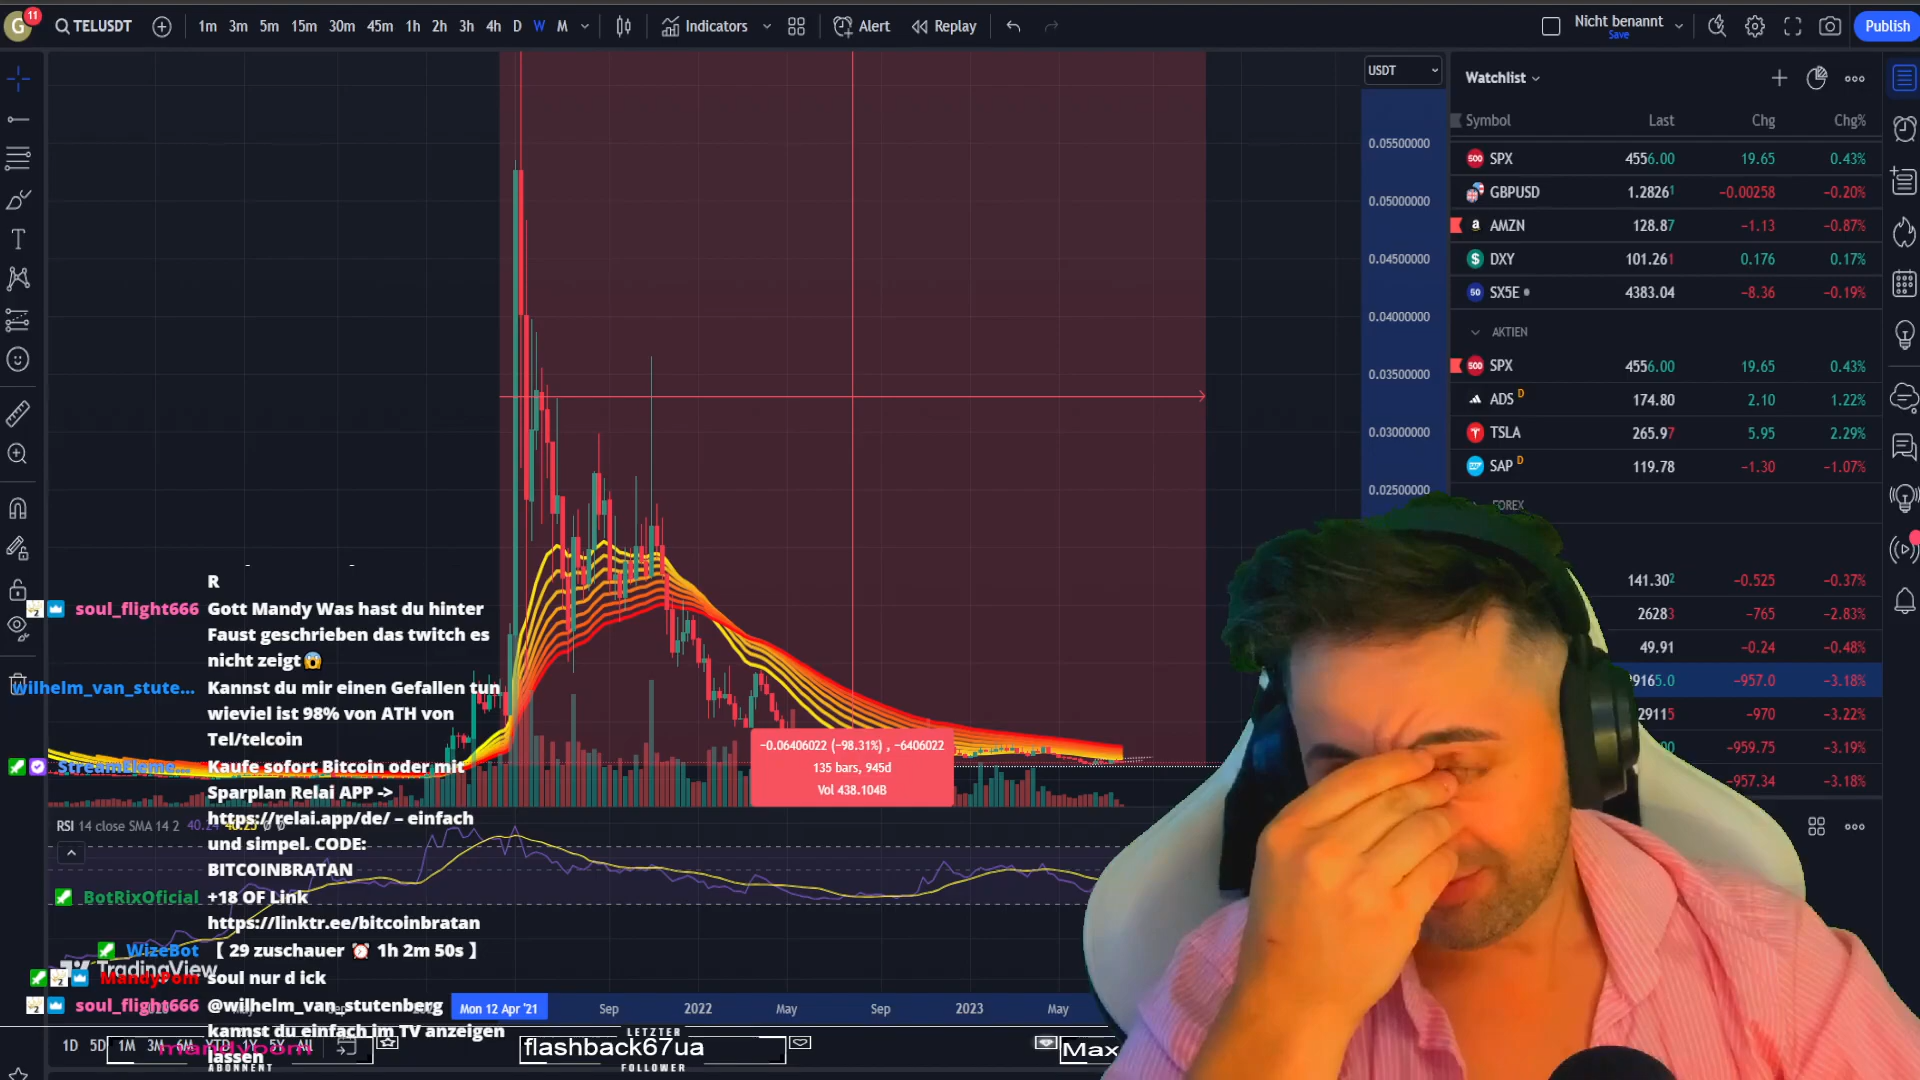 G 11 TELUSDT 1m 3m 5m 15m 30m 45m 1h 2h 3h 4h D W M Indicators Alert Replay Nicht benannt Save Publish
USDT
0.05500000
0.05000000
0.04500000
0.04000000
0.03500000
0.03000000
0.02500000
Watchlist
Symbol Last Chg Chg%
SPX 4556.00 19.65 0.43%
GBPUSD 1.2826¹ −0.00258 −0.20%
AMZN 128.87 −1.13 −0.87%
DXY 101.261 0.176 0.17%
SX5E 4383.04 −8.36 −0.19%
AKTIEN
SPX 4556.00 19.65 0.43%
ADS D 174.80 2.10 1.22%
TSLA 265.97 5.95 2.29%
SAP D 119.78 −1.30 −1.07%
FOREX
141.30² −0.525 −0.37%
26283 −765 −2.83%
49.91 −0.24 −0.48%
9165.0 −957.0 −3.18%
29115 −970 −3.22%
−959.75 −3.19%
−957.34 −3.18%
−0.06406022 (−98.31%) , −6406022
135 bars, 945d
Vol 438.104B
R
soul_flight666 Gott Mandy Was hast du hinter
Faust geschrieben das twitch es
nicht zeigt😱
wilhelm_van_stute... Kannst du mir einen Gefallen tun
wieviel ist 98% von ATH von
Tel/telcoin
Kaufe sofort Bitcoin oder mit
Sparplan Relai APP ->
https://relai.app/de/ – einfach
und simpel. CODE:
BITCOINBRATAN
RSI 14 close SMA 14 2
BotRixOficial +18 OF Link
https://linktr.ee/bitcoinbratan
WizeBot 【 29 zuschauer ⏰ 1h 2m 50s 】
TradingView
MandyPom soul nur d ick
soul_flight666 @wilhelm_van_stutenberg
kannst du einfach im TV anzeigen
lassen
Mon 12 Apr '21 Sep 2022 May Sep 2023 May
1D 5D 1M 3M 6M YTD 1Y 5Y All
mandypom
ABONNENT
LETZTER
flashback67ua
FOLLOWER
Max